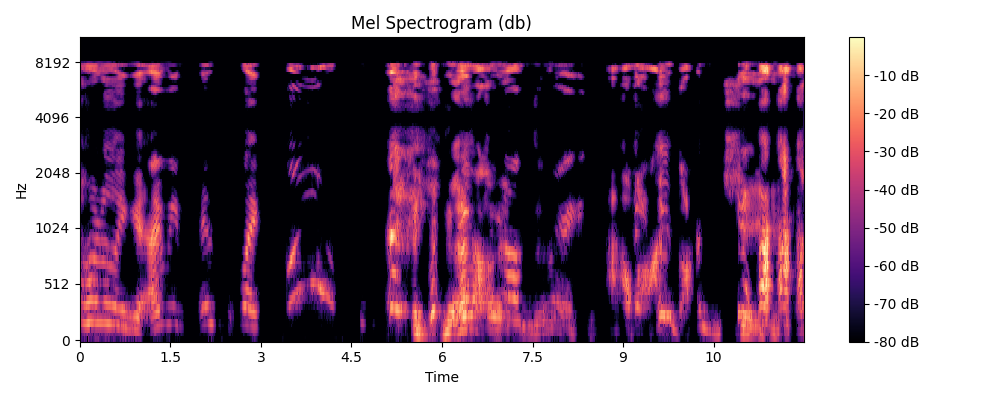 Mel Spectrogram (db)
8192
4096
2048
1024
512
0
Hz
0 1.5 3 4.5 6 7.5 9 10
Time
-10 dB
-20 dB
-30 dB
-40 dB
-50 dB
-60 dB
-70 dB
-80 dB